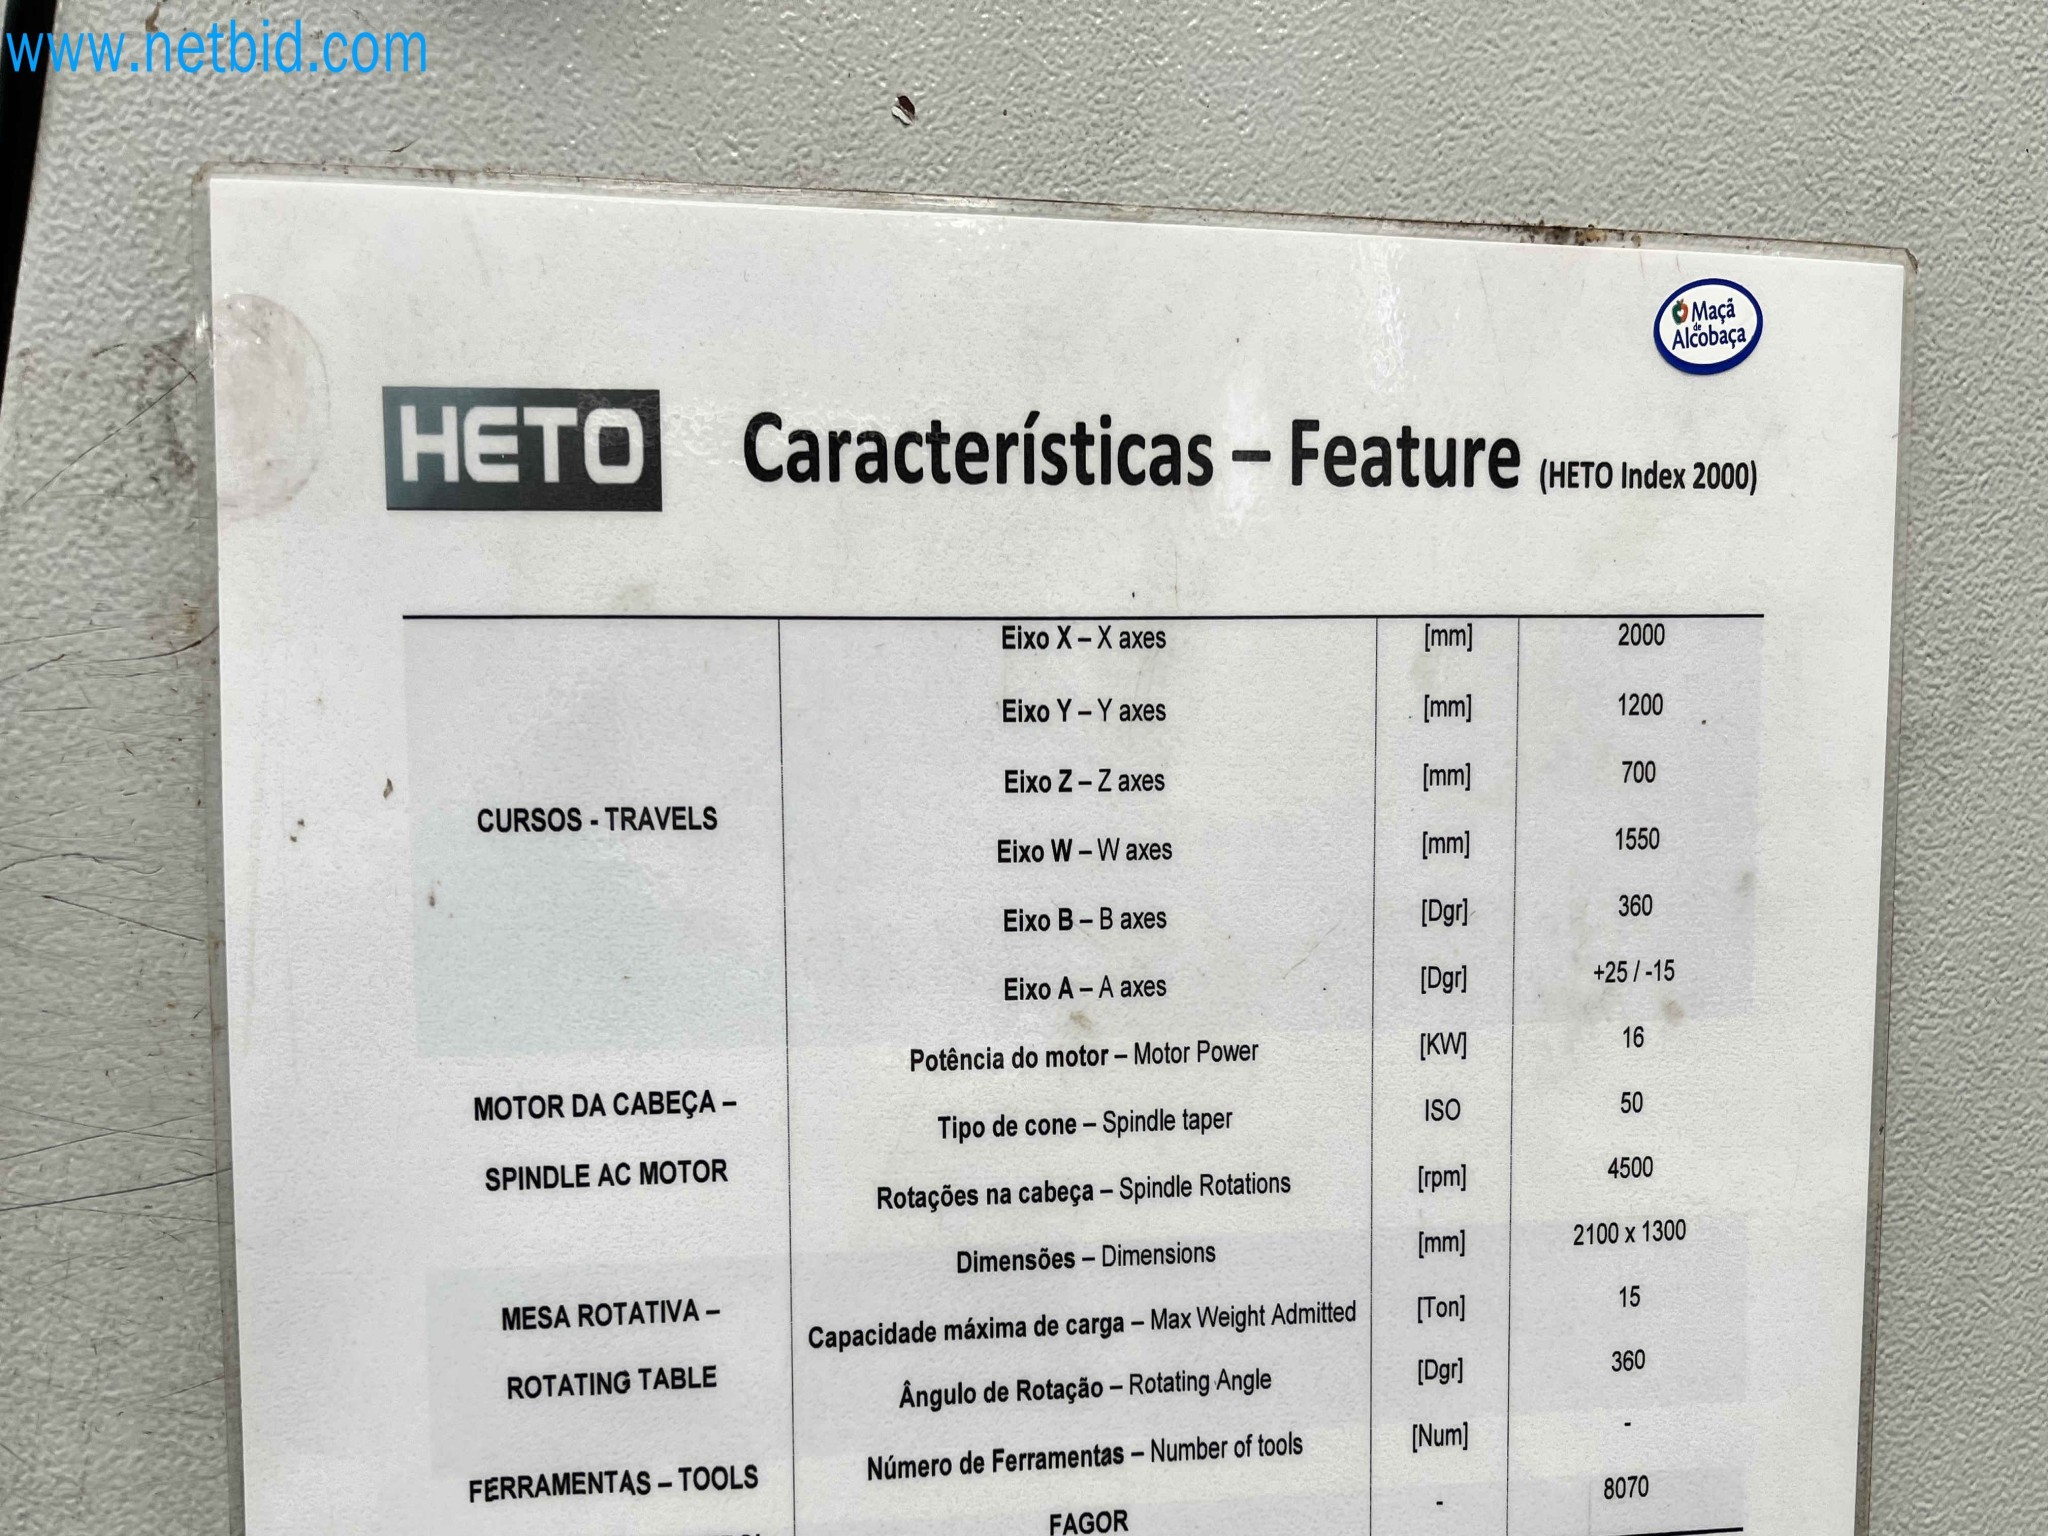 www.netbid.com
Maçã
de
Alcobaça
HETO
Características – Feature (HETO Index 2000)
CURSOS - TRAVELS
Eixo X – X axes [mm] 2000
Eixo Y – Y axes [mm] 1200
Eixo Z – Z axes [mm] 700
Eixo W – W axes [mm] 1550
Eixo B – B axes [Dgr] 360
Eixo A – A axes [Dgr] +25 / -15
MOTOR DA CABEÇA –
SPINDLE AC MOTOR
Potência do motor – Motor Power [KW] 16
Tipo de cone – Spindle taper ISO 50
Rotações na cabeça – Spindle Rotations [rpm] 4500
MESA ROTATIVA –
ROTATING TABLE
Dimensões – Dimensions [mm] 2100 x 1300
Capacidade máxima de carga – Max Weight Admitted [Ton] 15
Ângulo de Rotação – Rotating Angle [Dgr] 360
FERRAMENTAS – TOOLS
Número de Ferramentas – Number of tools [Num] -
FAGOR - 8070